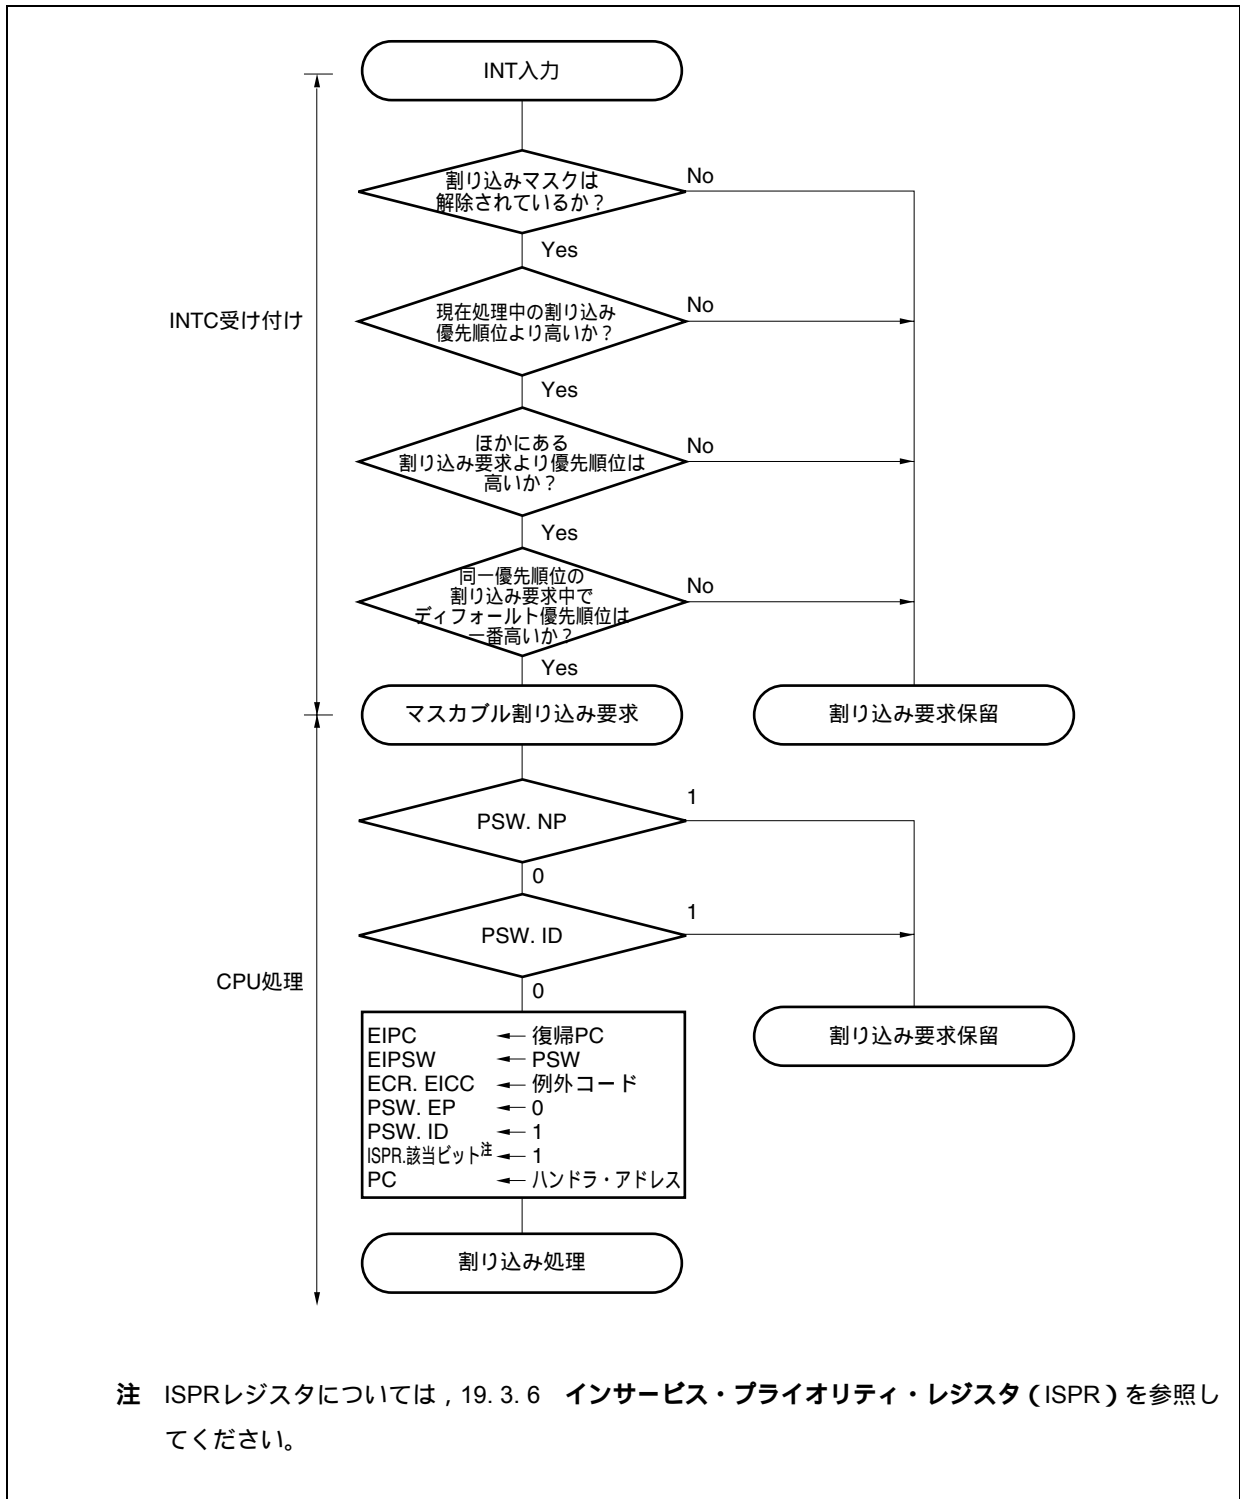 INT入力
割り込みマスクは
解除されているか？
No
Yes
現在処理中の割り込み
優先順位より高いか？
No
INTC受け付け
Yes
ほかにある
割り込み要求より優先順位は
高いか？
No
Yes
同一優先順位の
割り込み要求中で
ディフォールト優先順位は
一番高いか？
No
Yes
マスカブル割り込み要求
割り込み要求保留
PSW. NP
1
0
PSW. ID
1
CPU処理
0
割り込み要求保留
EIPC ← 復帰PC
EIPSW ← PSW
ECR. EICC ← 例外コード
PSW. EP ← 0
PSW. ID ← 1
ISPR.該当ビット注 ← 1
PC ← ハンドラ・アドレス
割り込み処理
注 ISPRレジスタについては，19. 3. 6 インサービス・プライオリティ・レジスタ（ISPR）を参照し
てください。